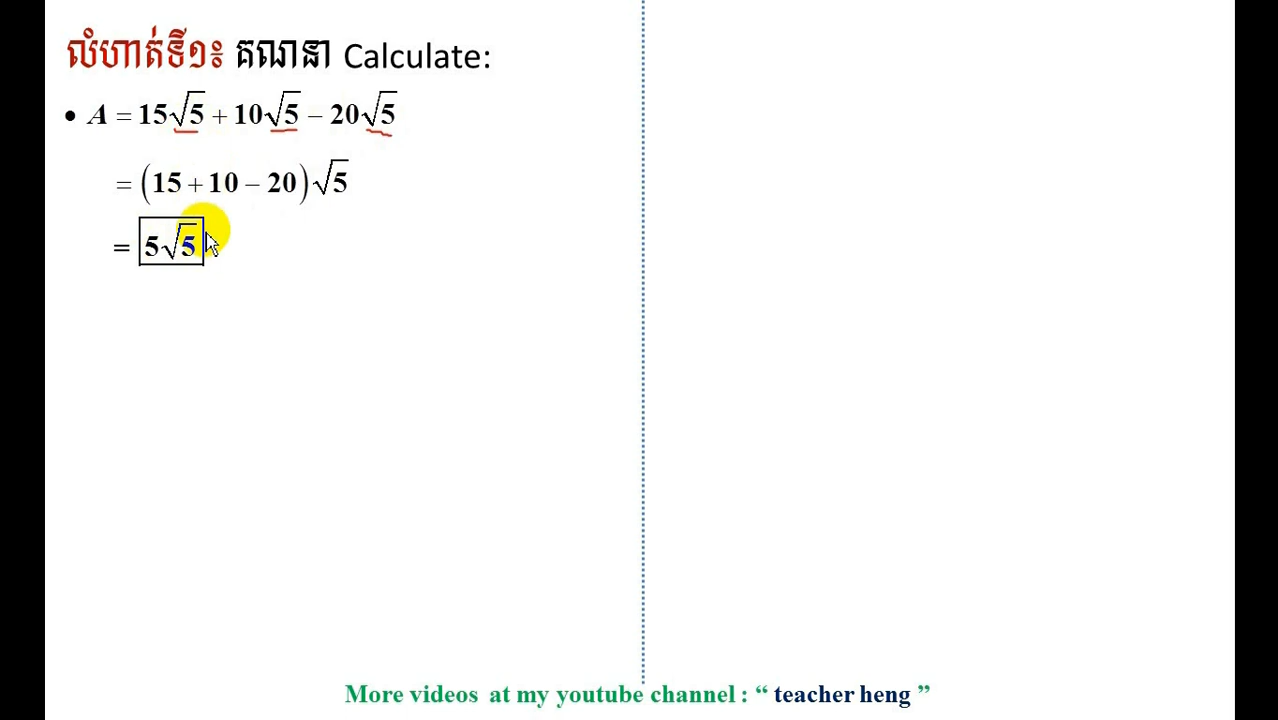 លំហាត់ទី១៖ គណនា Calculate:
• A = 15√5 + 10√5 − 20√5
= (15 + 10 − 20)√5
= 5√5
More videos at my youtube channel : “ teacher heng ”